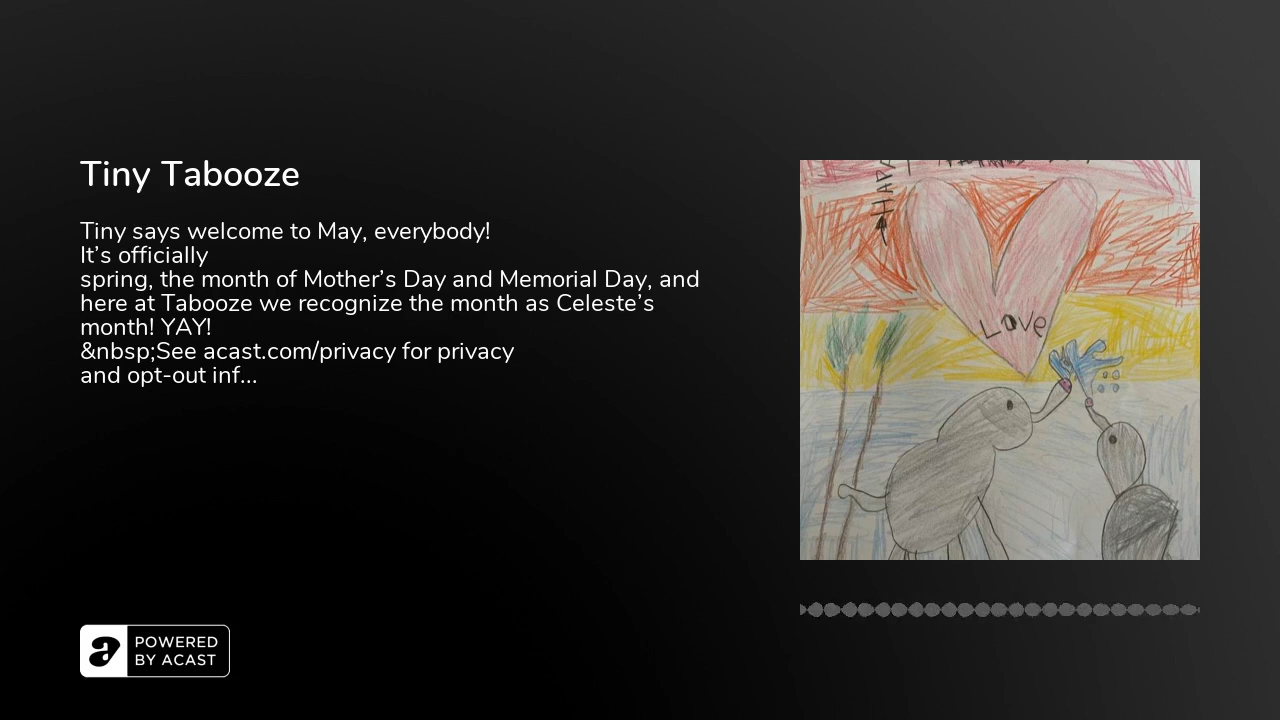 Tiny Tabooze
Tiny says welcome to May, everybody!
It’s officially
spring, the month of Mother’s Day and Memorial Day, and
here at Tabooze we recognize the month as Celeste’s
month! YAY!
&nbsp;See acast.com/privacy for privacy
and opt-out inf...
Love
POWERED
BY ACAST